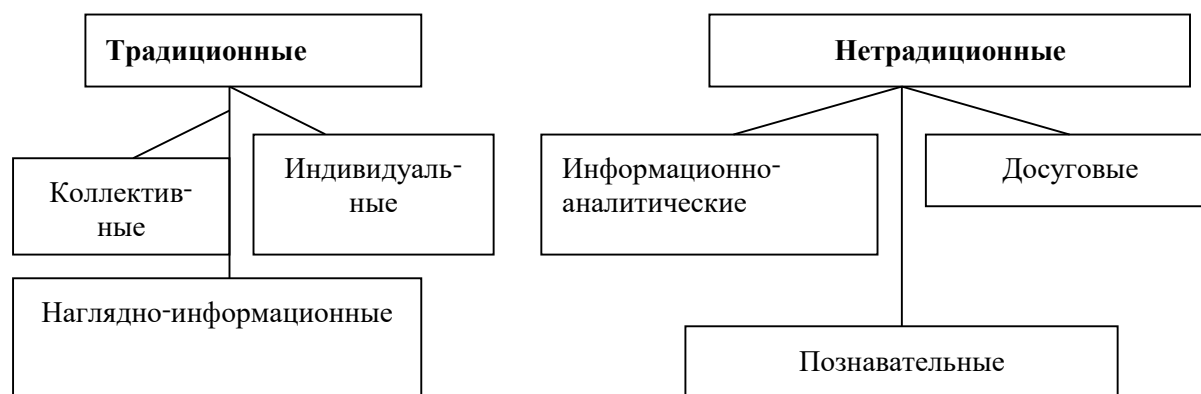 Традиционные
Нетрадиционные
Коллектив-
ные
Индивидуаль-
ные
Информационно-
аналитические
Досуговые
Наглядно-информационные
Познавательные